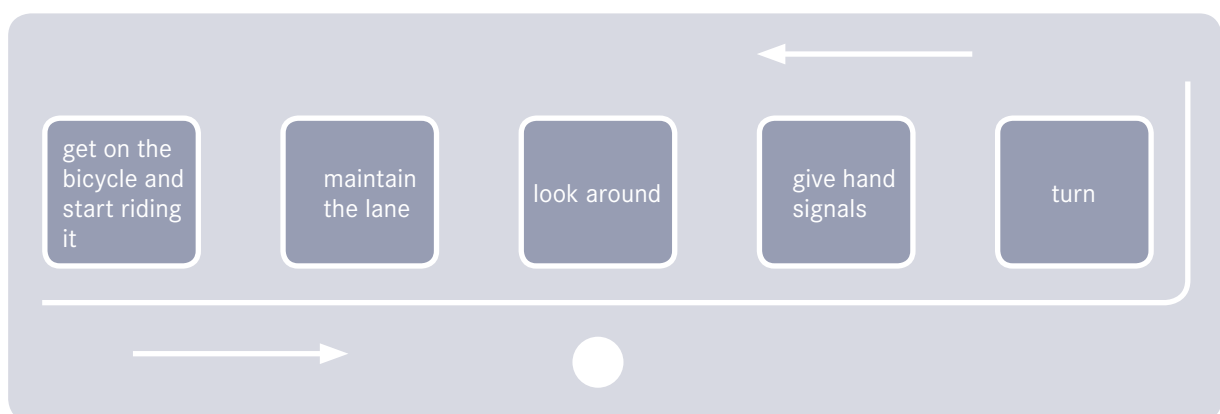 get on the
bicycle and
start riding
it
maintain
the lane
look around
give hand
signals
turn